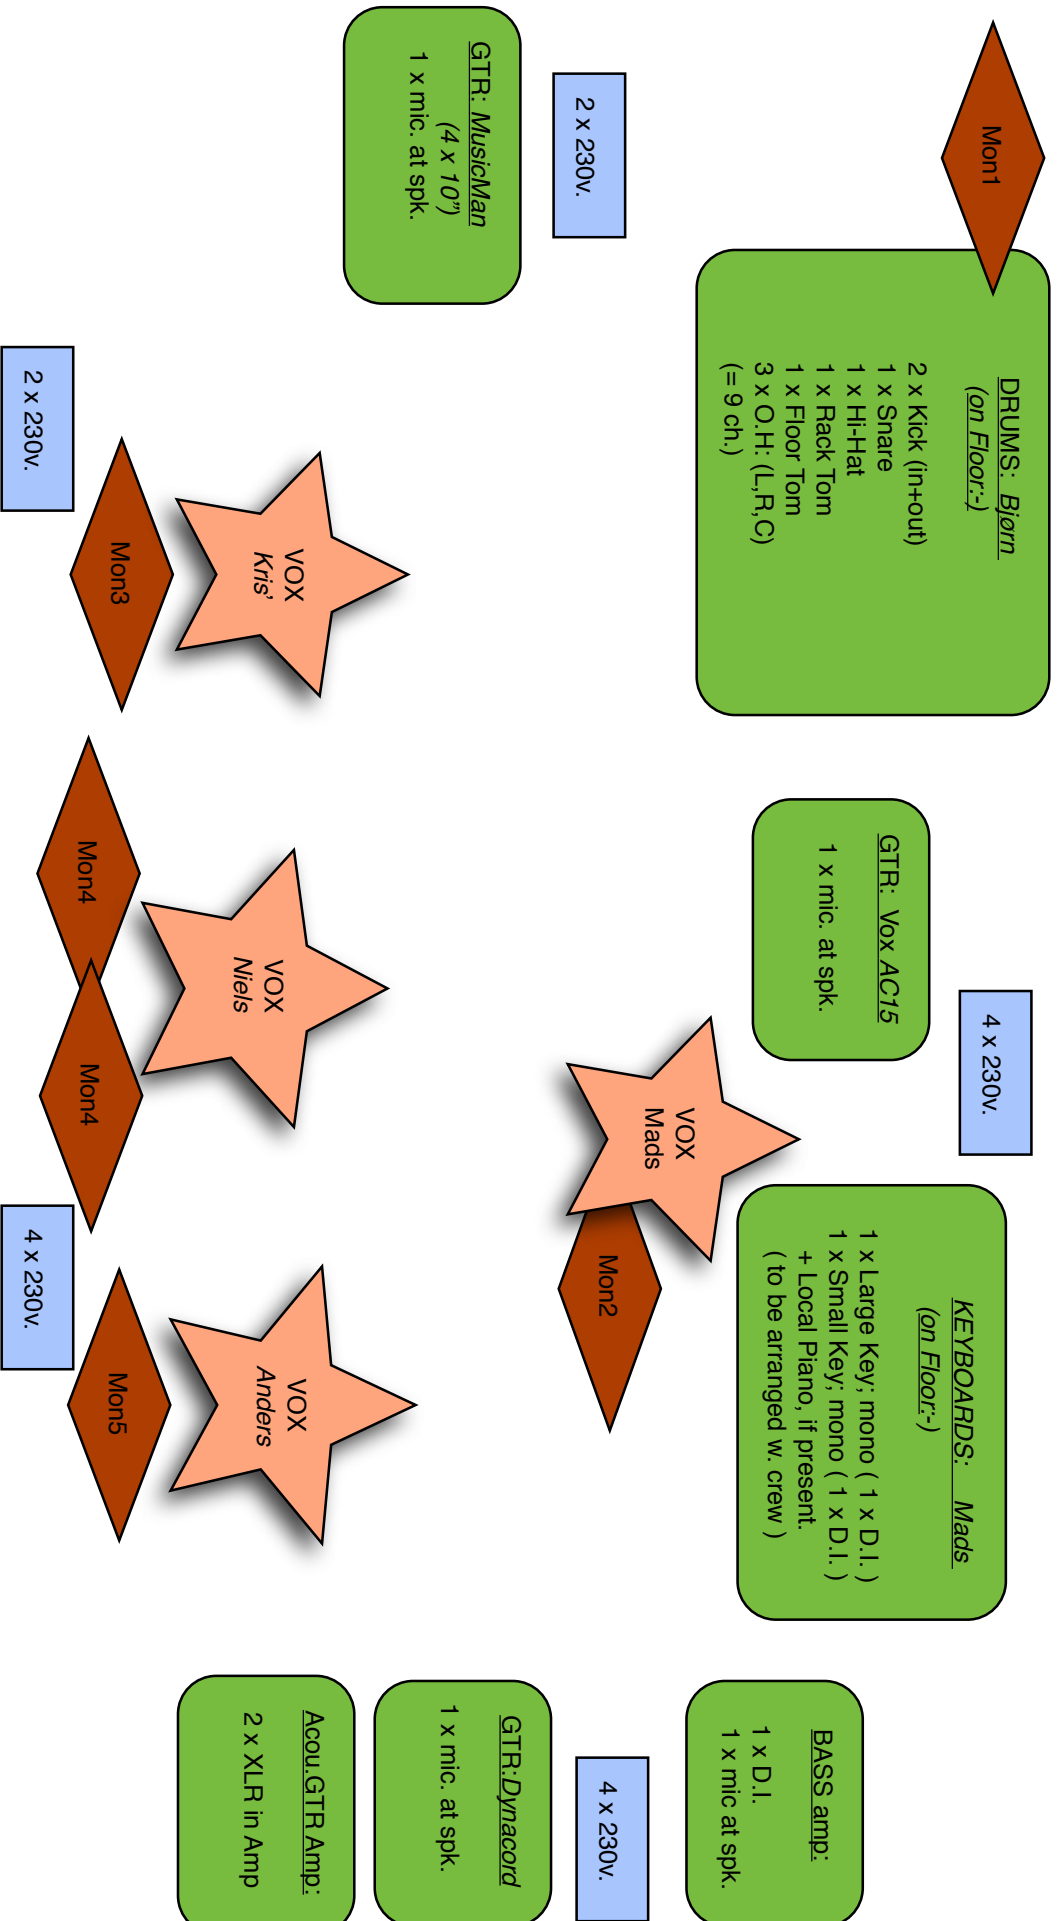 Mon1
DRUMS: Bjørn
(on Floor:-)
2 x Kick (in+out)
1 x Snare
1 x Hi-Hat
1 x Rack Tom
1 x Floor Tom
3 x O.H: (L,R,C)
(= 9 ch.)
4 x 230v.
GTR: Vox AC15
1 x mic. at spk.
KEYBOARDS: Mads
(on Floor:-)
1 x Large Key; mono ( 1 x D.I. )
1 x Small Key; mono ( 1 x D.I. )
+ Local Piano, if present.
( to be arranged w. crew )
BASS amp:
1 x D.I.
1 x mic at spk.
2 x 230v.
VOX
Mads
Mon2
4 x 230v.
GTR: MusicMan
(4 x 10”)
1 x mic. at spk.
GTR:Dynacord
1 x mic. at spk.
VOX
Kris’
VOX
Niels
VOX
Anders
Acou.GTR Amp:
2 x XLR in Amp
Mon3
Mon4
Mon4
Mon5
2 x 230v.
4 x 230v.